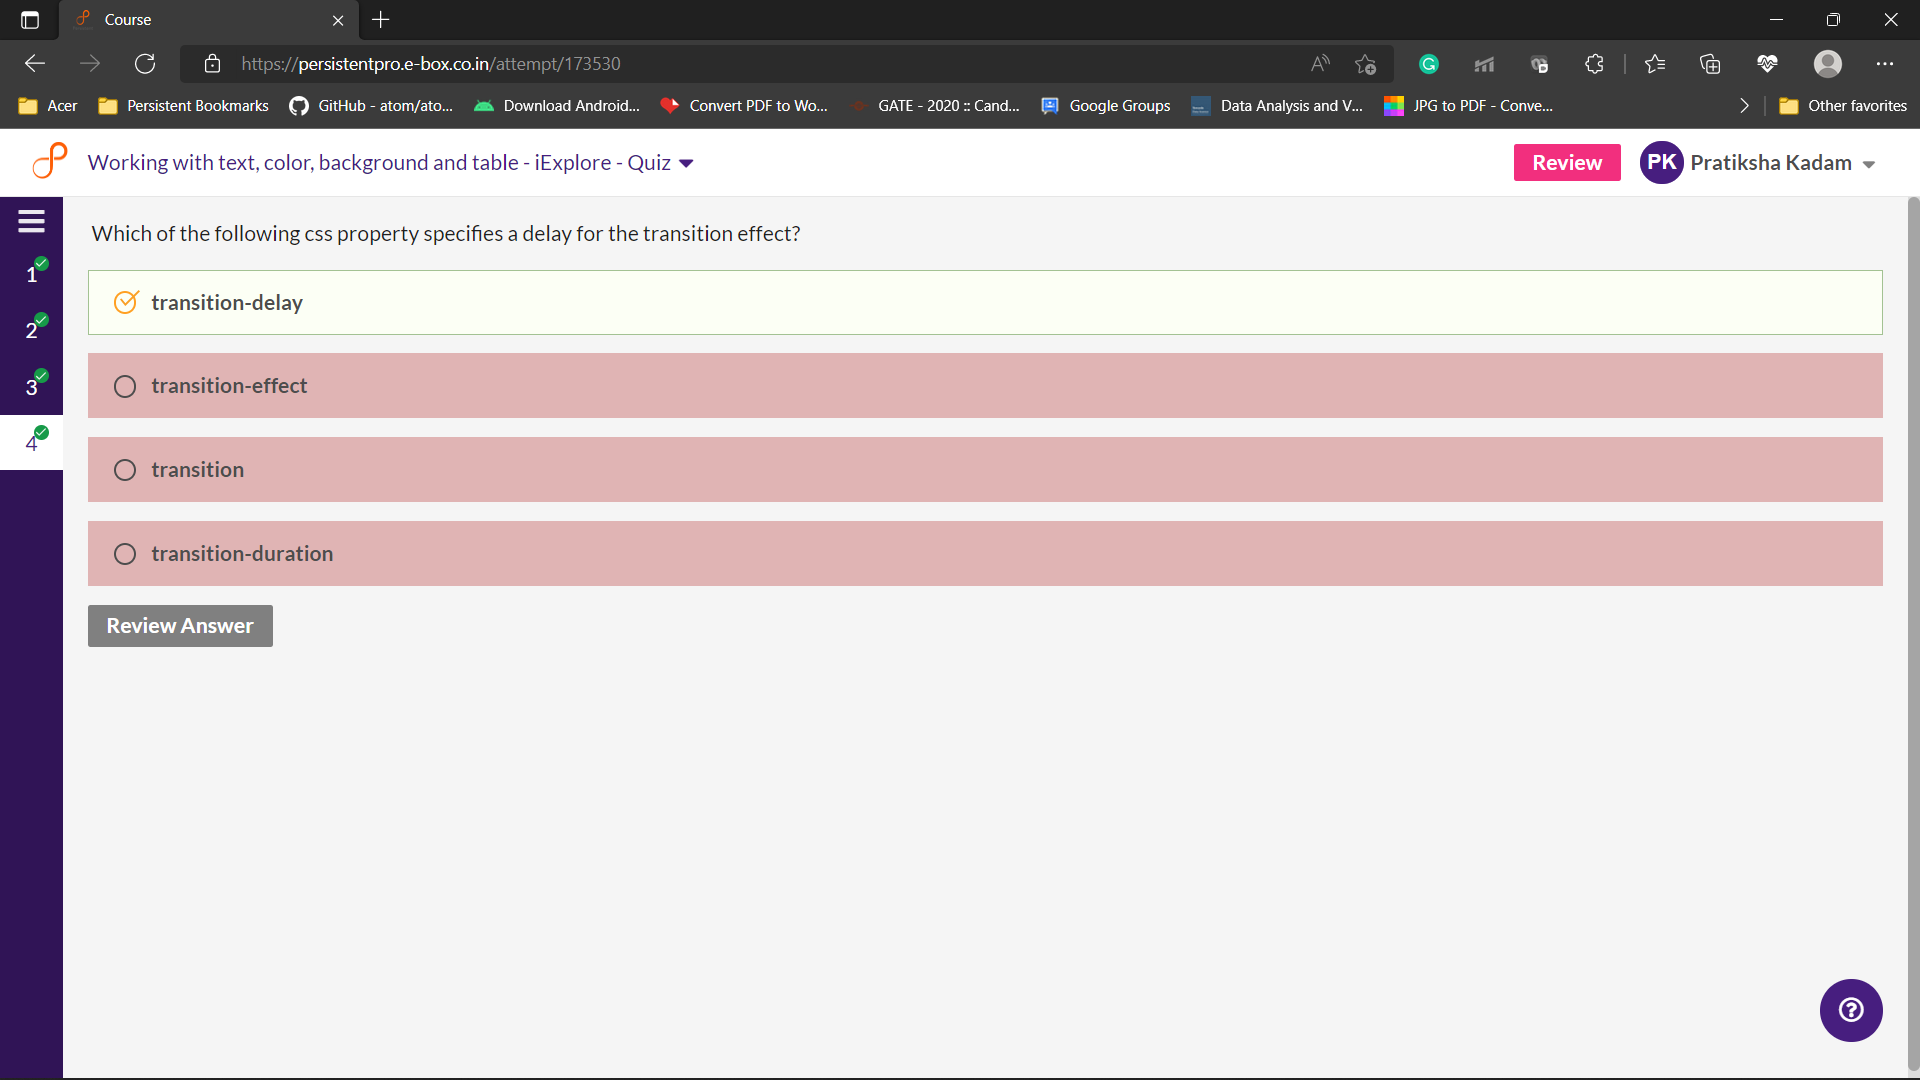 Course
https://persistentpro.e-box.co.in/attempt/173530
Acer Persistent Bookmarks GitHub - atom/ato... Download Android... Convert PDF to Wo... GATE - 2020 :: Cand... Google Groups Data Analysis and V... JPG to PDF - Conve... Other favorites
Working with text, color, background and table - iExplore - Quiz Review PK Pratiksha Kadam
Which of the following css property specifies a delay for the transition effect?
1
transition-delay
2
transition-effect
3
4
transition
transition-duration
Review Answer